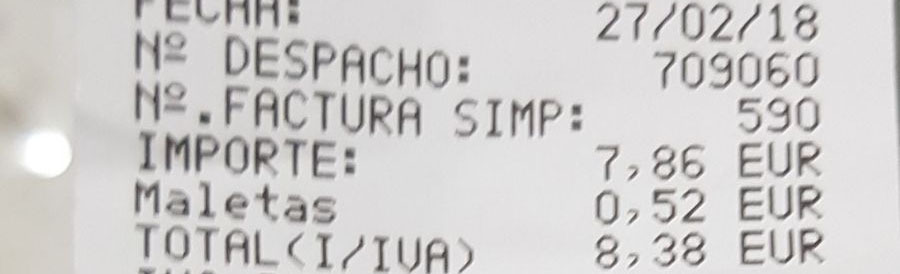 FECHA: 27/02/18
Nº DESPACHO: 709060
Nº.FACTURA SIMP: 590
IMPORTE: 7,86 EUR
Maletas 0,52 EUR
TOTAL(I/IVA) 8,38 EUR